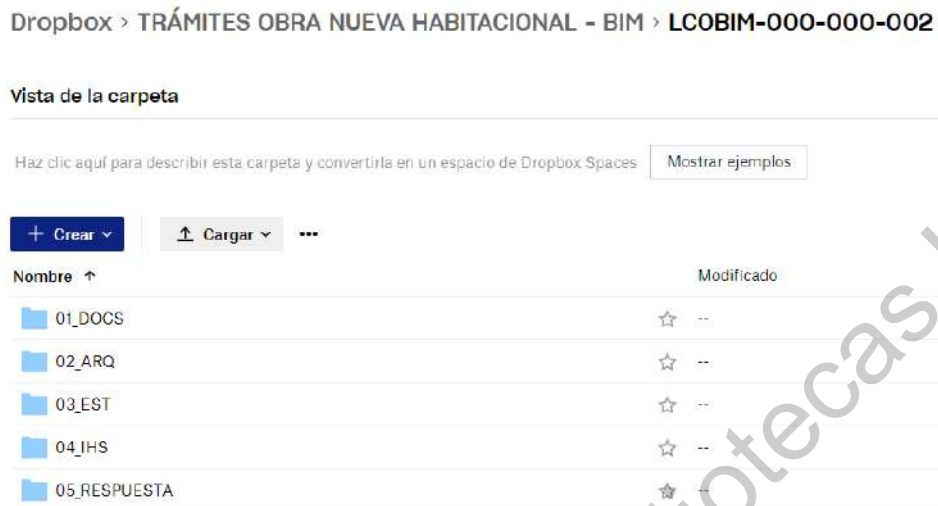 Dropbox > TRÁMITES OBRA NUEVA HABITACIONAL - BIM > LCOBIM-000-000-002
Vista de la carpeta
Haz clic aquí para describir esta carpeta y convertirla en un espacio de Dropbox Spaces Mostrar ejemplos
+ Crear Cargar •••
Nombre ↑ Modificado
01_DOCS --
02_ARQ --
03_EST --
04_IHS --
05_RESPUESTA --